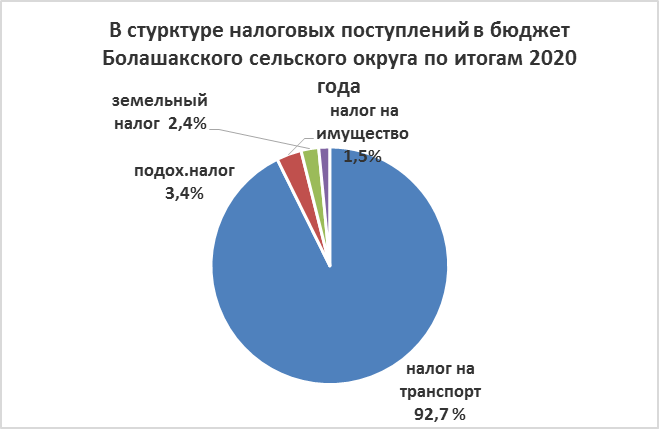 В стурктуре налоговых поступлений в бюджет
Болашакского сельского округа по итогам 2020
года
земельный
налог 2,4%
налог на
имущество
1,5%
подох.налог
3,4%
налог на
транспорт
92,7 %